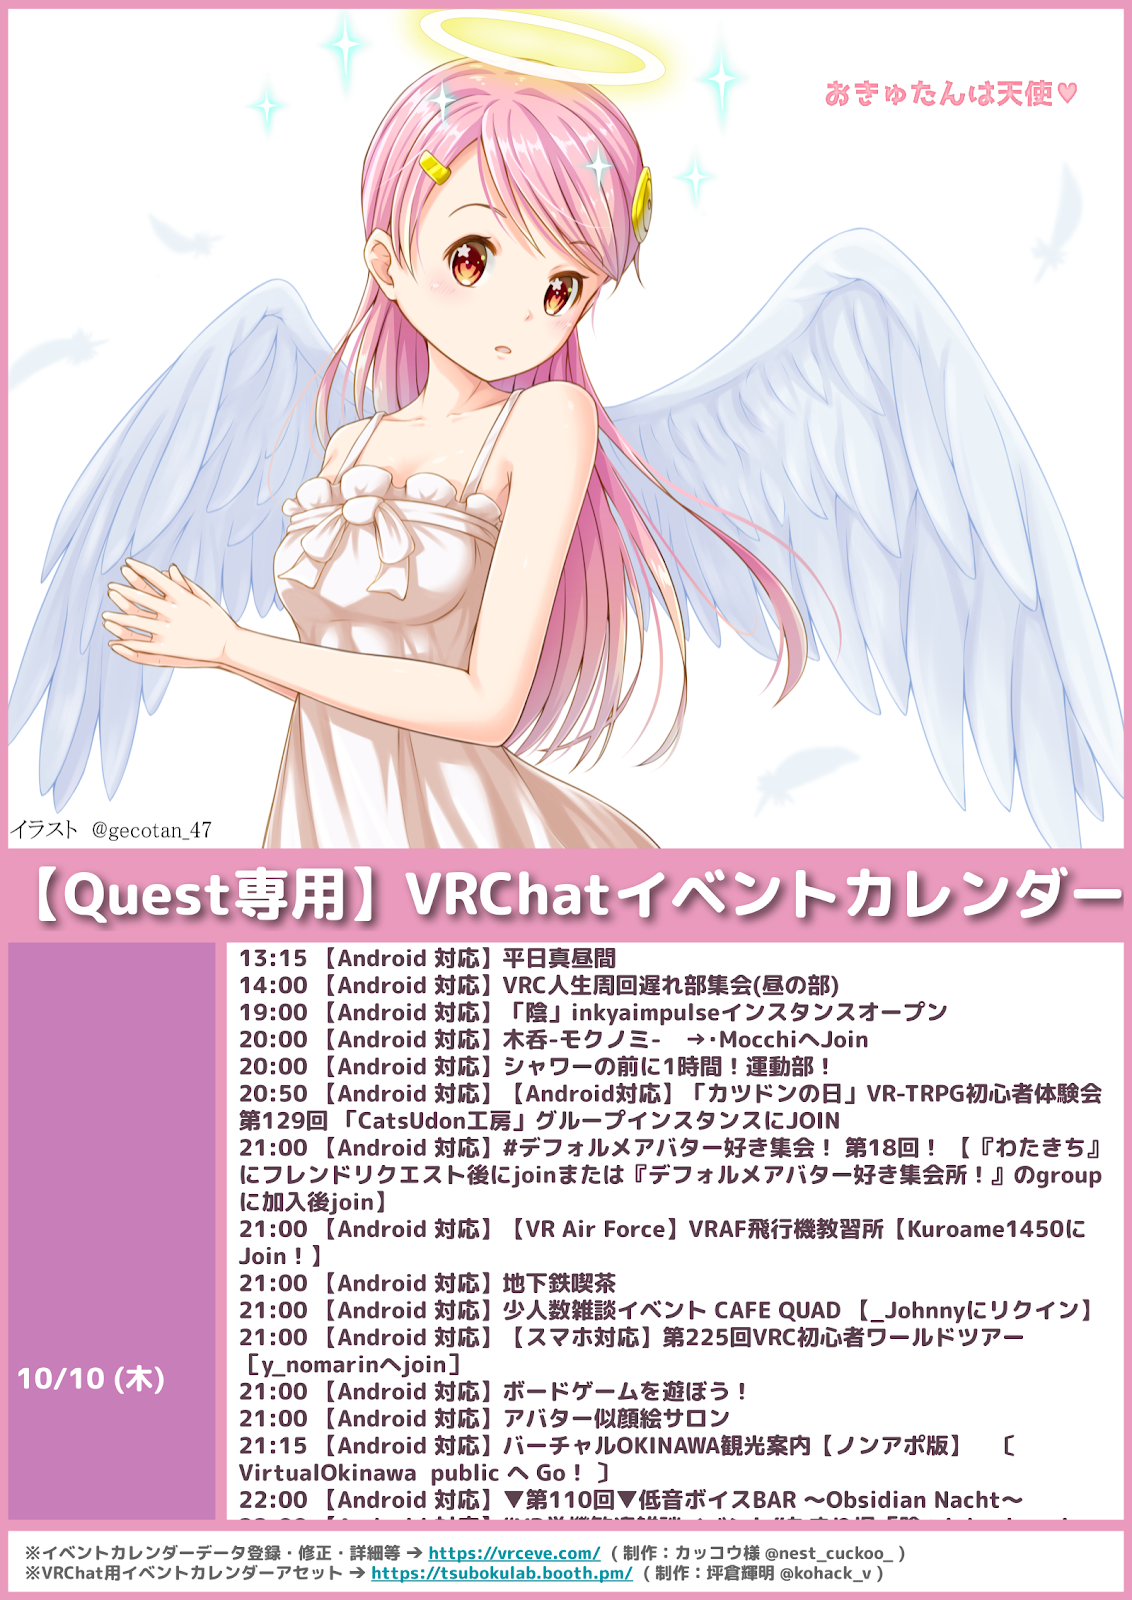 おきゅたんは天使♥
イラスト @gecotan_47
【Quest専用】VRChatイベントカレンダー
10/10 (木)
13:15 【Android 対応】平日真昼間
14:00 【Android 対応】VRC人生周回遅れ部集会(昼の部)
19:00 【Android 対応】「陰」inkyaimpulseインスタンスオープン
20:00 【Android 対応】木呑-モクノミ-　→･MocchiへJoin
20:00 【Android 対応】シャワーの前に1時間！運動部！
20:50 【Android 対応】【Android対応】「カツドンの日」VR-TRPG初心者体験会
第129回 「CatsUdon工房」グループインスタンスにJOIN
21:00 【Android 対応】#デフォルメアバター好き集会！ 第18回！ 【『わたきち』
にフレンドリクエスト後にjoinまたは『デフォルメアバター好き集会所！』のgroup
に加入後join】
21:00 【Android 対応】【VR Air Force】VRAF飛行機教習所【Kuroame1450に
Join！】
21:00 【Android 対応】地下鉄喫茶
21:00 【Android 対応】少人数雑談イベント CAFE QUAD 【_Johnnyにリクイン】
21:00 【Android 対応】【スマホ対応】第225回VRC初心者ワールドツアー
［y_nomarinへjoin］
21:00 【Android 対応】ボードゲームを遊ぼう！
21:00 【Android 対応】アバター似顔絵サロン
21:15 【Android 対応】バーチャルOKINAWA観光案内【ノンアポ版】　〔
VirtualOkinawa public へ Go！ 〕
22:00 【Android 対応】▼第110回▼低音ボイスBAR ～Obsidian Nacht～
※イベントカレンダーデータ登録・修正・詳細等 → https://vrceve.com/ ( 制作：カッコウ様 @nest_cuckoo_ )
※VRChat用イベントカレンダーアセット → https://tsubokulab.booth.pm/ ( 制作：坪倉輝明 @kohack_v )